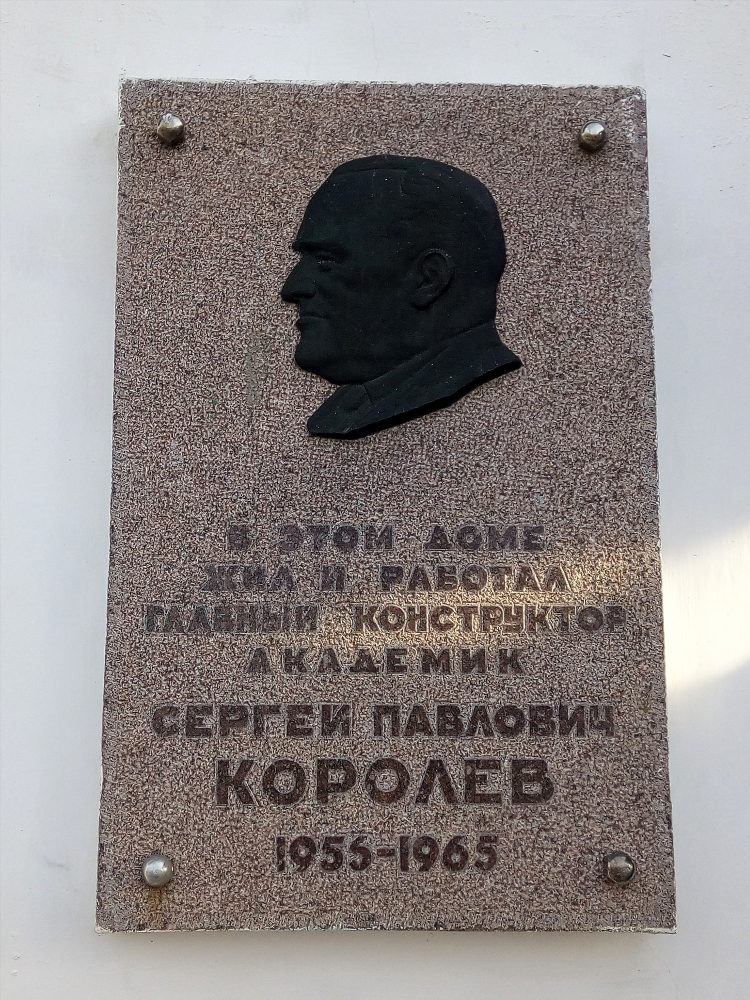 В ЭТОМ ДОМЕ
ЖИЛ И РАБОТАЛ
ГЛАВНЫЙ КОНСТРУКТОР
АКАДЕМИК
СЕРГЕЙ ПАВЛОВИЧ
КОРОЛЕВ
1956-1965